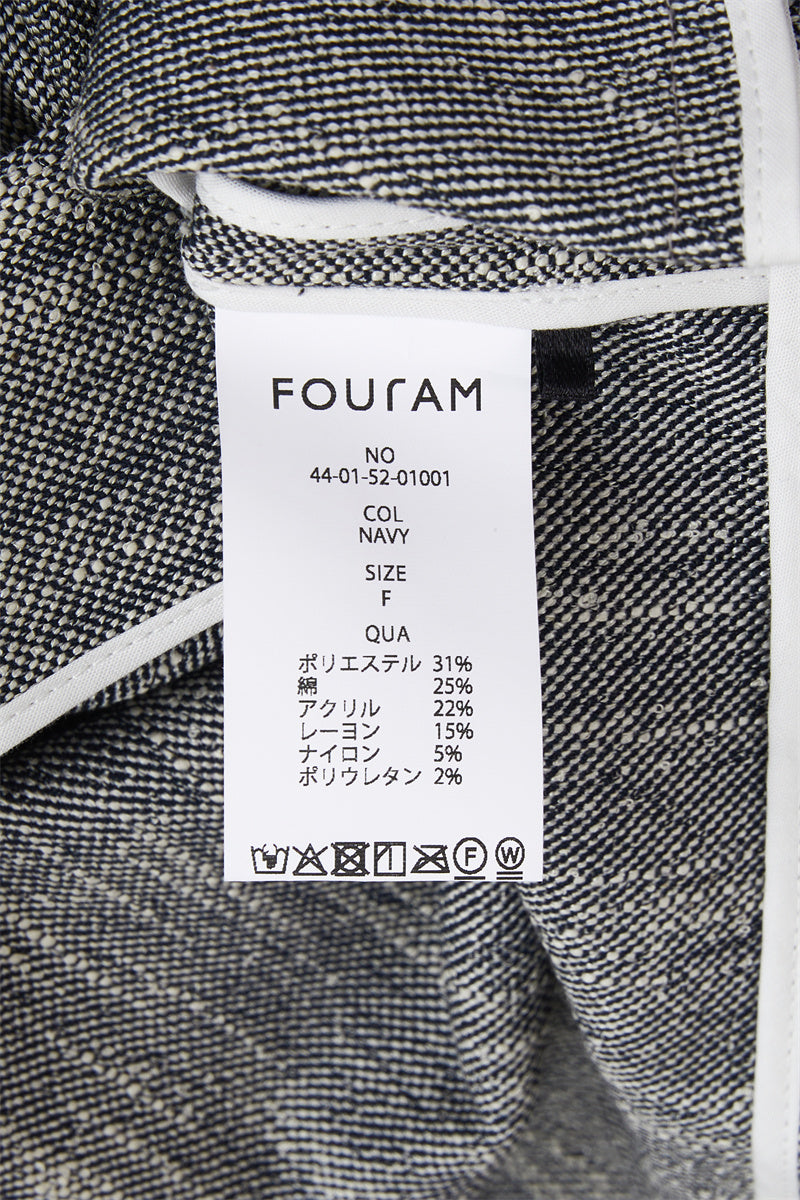 FOURAM
NO
44-01-52-01001
COL
NAVY
SIZE
F
QUA
ポリエステル 31%
綿 25%
アクリル 22%
レーヨン 15%
ナイロン 5%
ポリウレタン 2%
F W